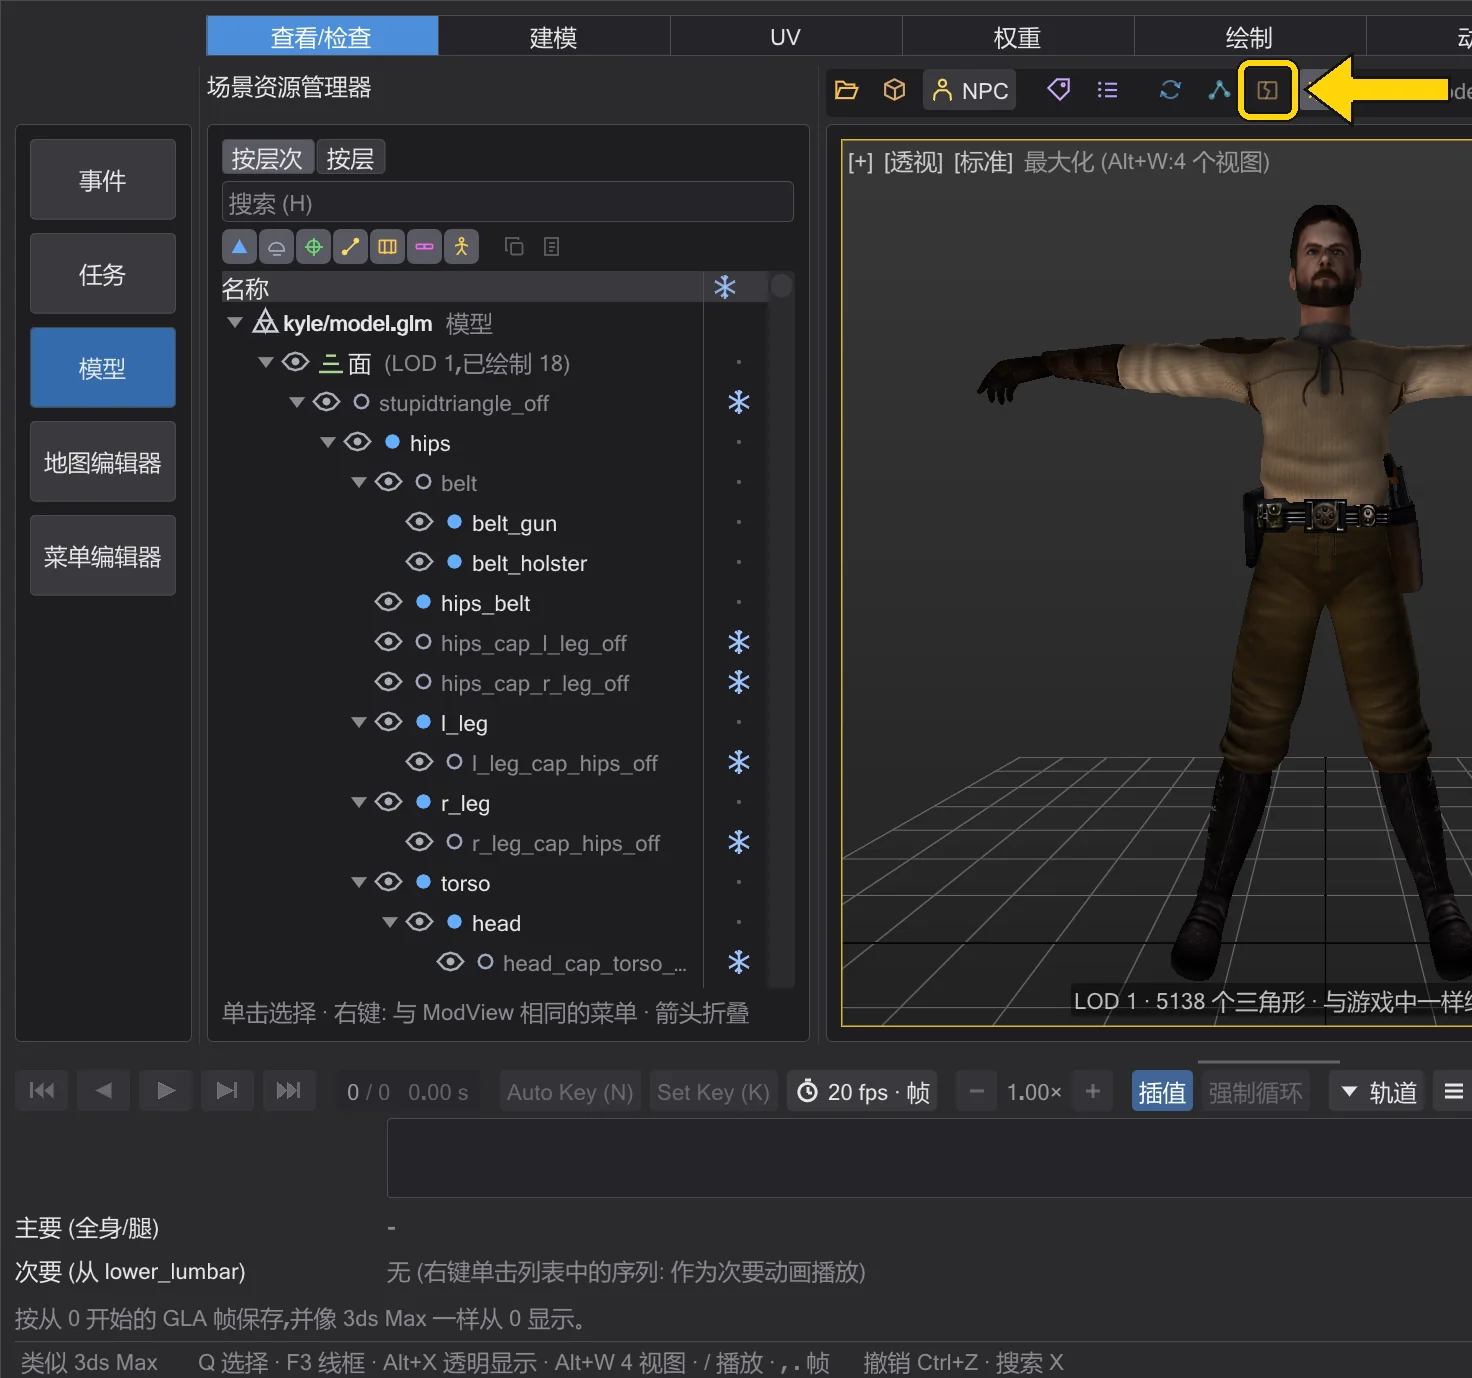 查看/检查
建模
UV
权重
绘制
场景资源管理器
NPC
事件
任务
模型
地图编辑器
菜单编辑器
按层次
按层
搜索 (H)
名称
kyle/model.glm 模型
面 (LOD 1,已绘制 18)
stupidtriangle_off
hips
belt
belt_gun
belt_holster
hips_belt
hips_cap_l_leg_off
hips_cap_r_leg_off
l_leg
l_leg_cap_hips_off
r_leg
r_leg_cap_hips_off
torso
head
head_cap_torso_...
单击选择 · 右键: 与 ModView 相同的菜单 · 箭头折叠
[+] [透视] [标准] 最大化 (Alt+W:4 个视图)
LOD 1 · 5138 个三角形 · 与游戏中一样
0 / 0 0.00 s
Auto Key (N)
Set Key (K)
20 fps · 帧
− 1.00× +
插值
强制循环
轨道
主要 (全身/腿)
-
次要 (从 lower_lumbar)
无 (右键单击列表中的序列: 作为次要动画播放)
按从 0 开始的 GLA 帧保存,并像 3ds Max 一样从 0 显示。
类似 3ds Max Q 选择 · F3 线框 · Alt+X 透明显示 · Alt+W 4 视图 · / 播放 · , . 帧 撤销 Ctrl+Z · 搜索 X